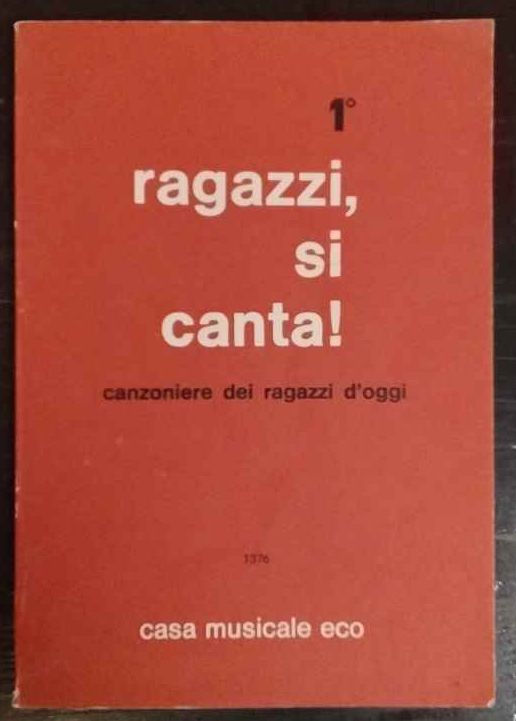 1°
ragazzi,
si
canta!
canzoniere dei ragazzi d'oggi
1376
casa musicale eco